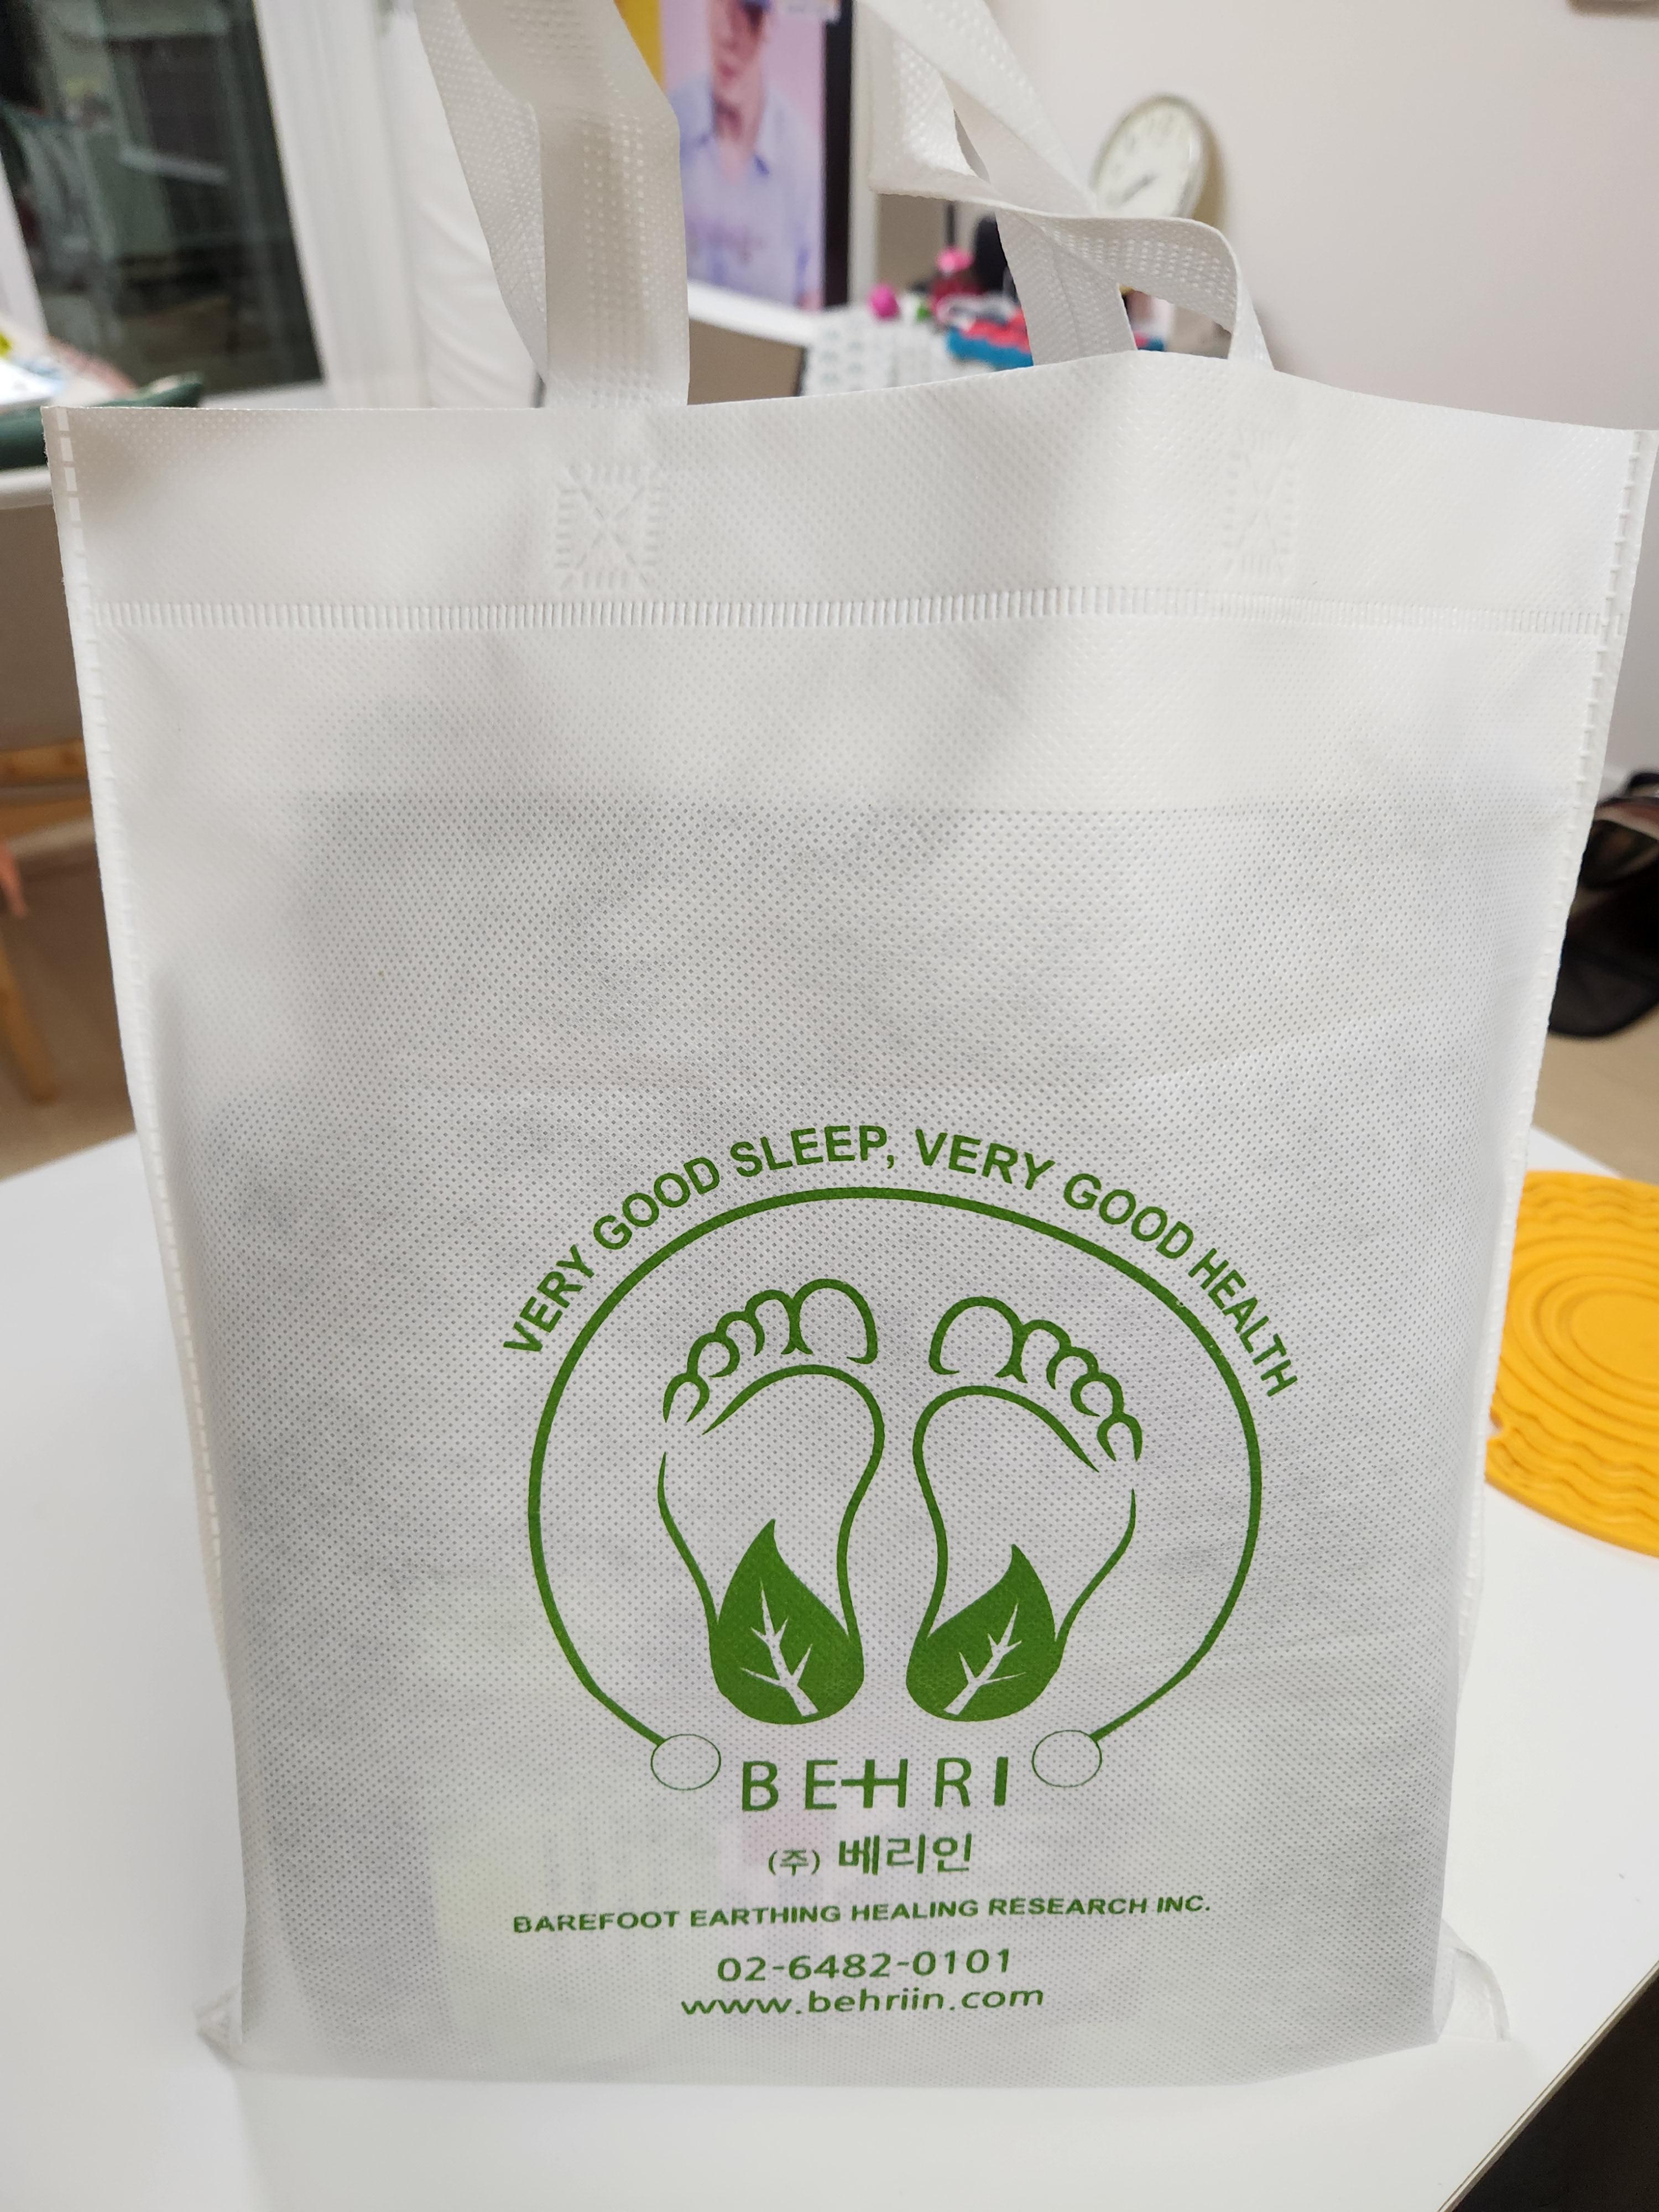 VERY GOOD SLEEP, VERY GOOD HEALTH
BEHRI
(주) 베리인
BAREFOOT EARTHING HEALING RESEARCH INC.
02-6482-0101
www.behriin.com